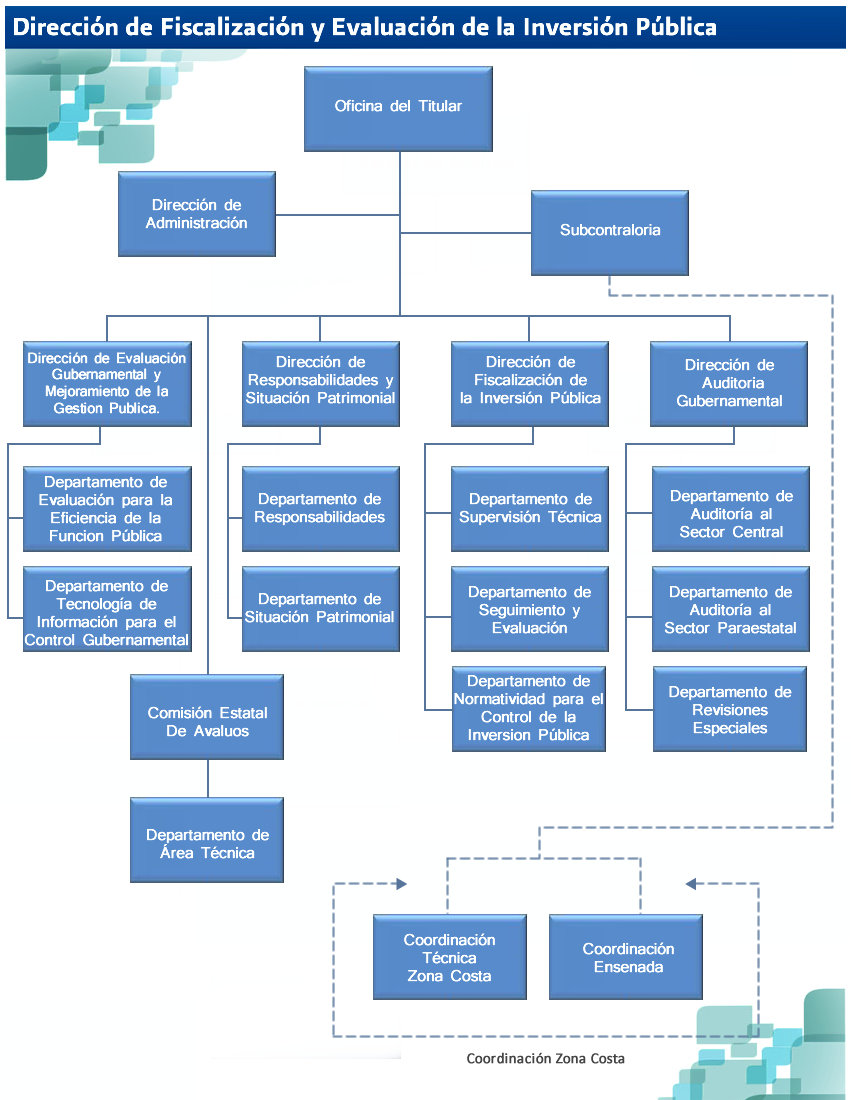 Dirección de Fiscalización y Evaluación de la Inversión Pública
Oficina del Titular
Dirección de
Administración
Subcontraloria
Dirección de Evaluación
Gubernamental y
Mejoramiento de la
Gestion Publica.
Dirección de
Responsabilidades y
Situación Patrimonial
Dirección de
Fiscalización de
la Inversión Pública
Dirección de
Auditoria
Gubernamental
Departamento de
Evaluación para la
Eficiencia de la
Funcion Pública
Departamento de
Responsabilidades
Departamento de
Supervisión Técnica
Departamento de
Auditoría al
Sector Central
Departamento de
Tecnología de
Información para el
Control Gubernamental
Departamento de
Situación Patrimonial
Departamento de
Seguimiento y
Evaluación
Departamento de
Auditoría al
Sector Paraestatal
Comisión Estatal
De Avaluos
Departamento de
Normatividad para el
Control de la
Inversion Pública
Departamento de
Revisiones
Especiales
Departamento de
Área Técnica
Coordinación
Técnica
Zona Costa
Coordinación
Ensenada
Coordinación Zona Costa